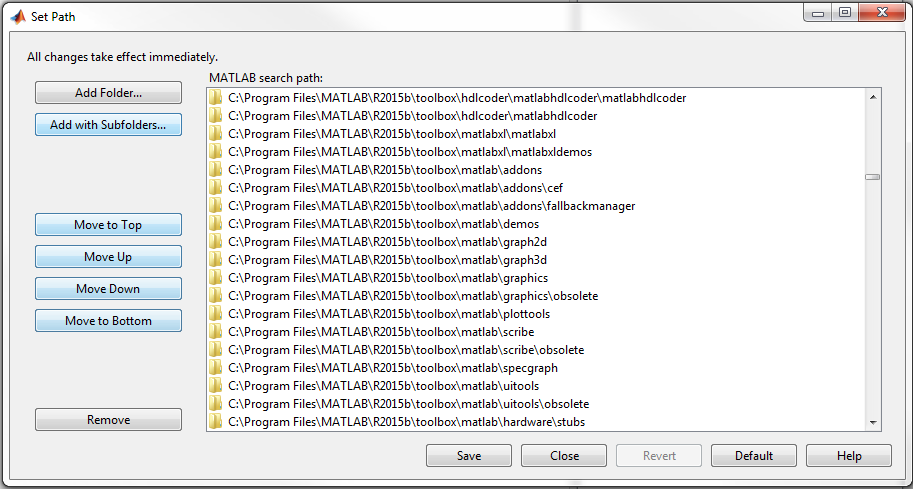 Set Path
All changes take effect immediately.
MATLAB search path:
Add Folder...
Add with Subfolders...
Move to Top
Move Up
Move Down
Move to Bottom
Remove
C:\Program Files\MATLAB\R2015b\toolbox\hdlcoder\matlabhdlcoder\matlabhdlcoder
C:\Program Files\MATLAB\R2015b\toolbox\hdlcoder\matlabhdlcoder
C:\Program Files\MATLAB\R2015b\toolbox\matlabxl\matlabxl
C:\Program Files\MATLAB\R2015b\toolbox\matlabxl\matlabxldemos
C:\Program Files\MATLAB\R2015b\toolbox\matlab\addons
C:\Program Files\MATLAB\R2015b\toolbox\matlab\addons\cef
C:\Program Files\MATLAB\R2015b\toolbox\matlab\addons\fallbackmanager
C:\Program Files\MATLAB\R2015b\toolbox\matlab\demos
C:\Program Files\MATLAB\R2015b\toolbox\matlab\graph2d
C:\Program Files\MATLAB\R2015b\toolbox\matlab\graph3d
C:\Program Files\MATLAB\R2015b\toolbox\matlab\graphics
C:\Program Files\MATLAB\R2015b\toolbox\matlab\graphics\obsolete
C:\Program Files\MATLAB\R2015b\toolbox\matlab\plottools
C:\Program Files\MATLAB\R2015b\toolbox\matlab\scribe
C:\Program Files\MATLAB\R2015b\toolbox\matlab\scribe\obsolete
C:\Program Files\MATLAB\R2015b\toolbox\matlab\specgraph
C:\Program Files\MATLAB\R2015b\toolbox\matlab\uitools
C:\Program Files\MATLAB\R2015b\toolbox\matlab\uitools\obsolete
C:\Program Files\MATLAB\R2015b\toolbox\matlab\hardware\stubs
Save
Close
Revert
Default
Help